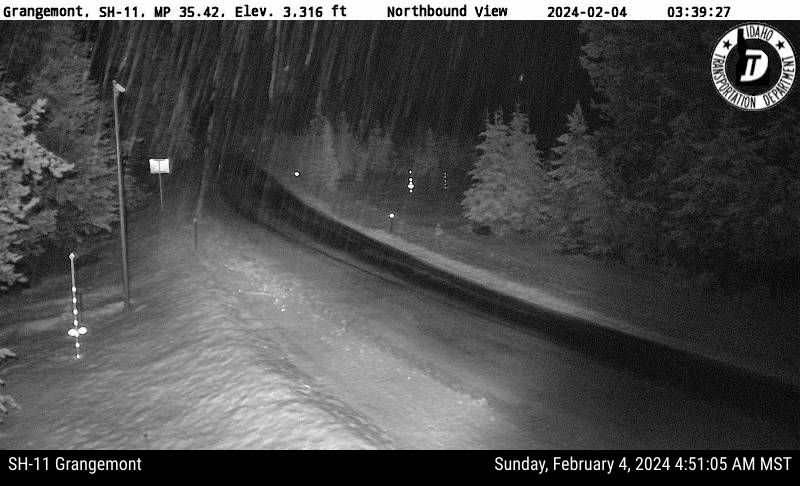 Grangemont, SH-11, MP 35.42, Elev. 3,316 ft Northbound View 2024-02-04 03:39:27
IDAHO
TRANSPORTATION DEPARTMENT
SH-11 Grangemont Sunday, February 4, 2024 4:51:05 AM MST